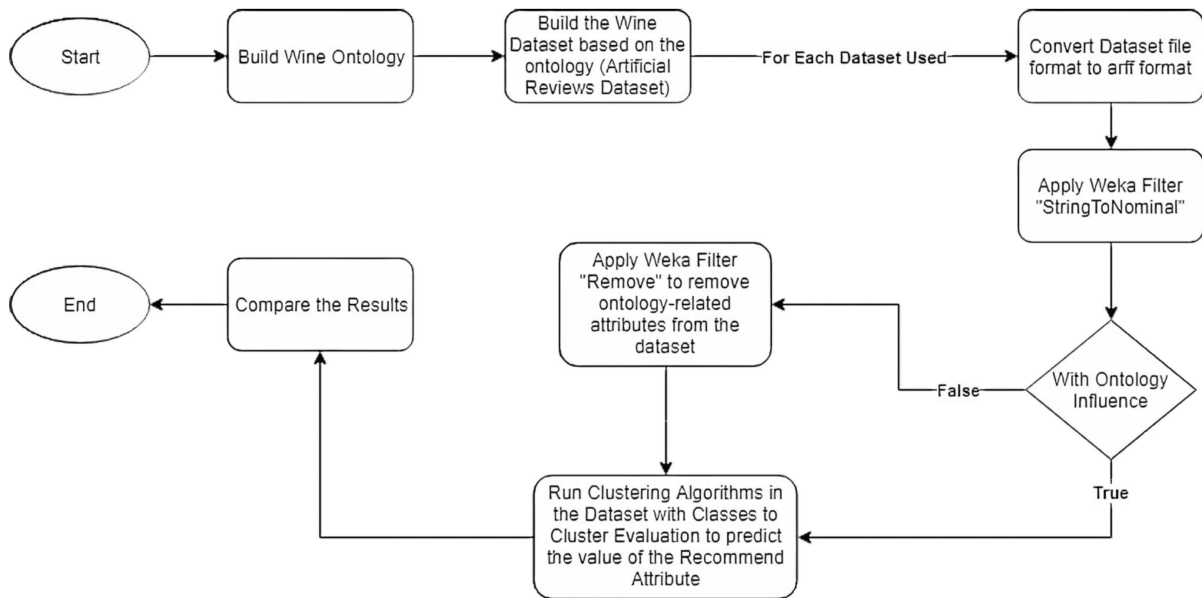 Start
Build Wine Ontology
Build the Wine
Dataset based on the
ontology (Artificial
Reviews Dataset)
For Each Dataset Used
Convert Dataset file
format to arff format
Apply Weka Filter
"StringToNominal"
With Ontology
Influence
False
True
Apply Weka Filter
"Remove" to remove
ontology-related
attributes from the
dataset
Run Clustering Algorithms in
the Dataset with Classes to
Cluster Evaluation to predict
the value of the Recommend
Attribute
Compare the Results
End